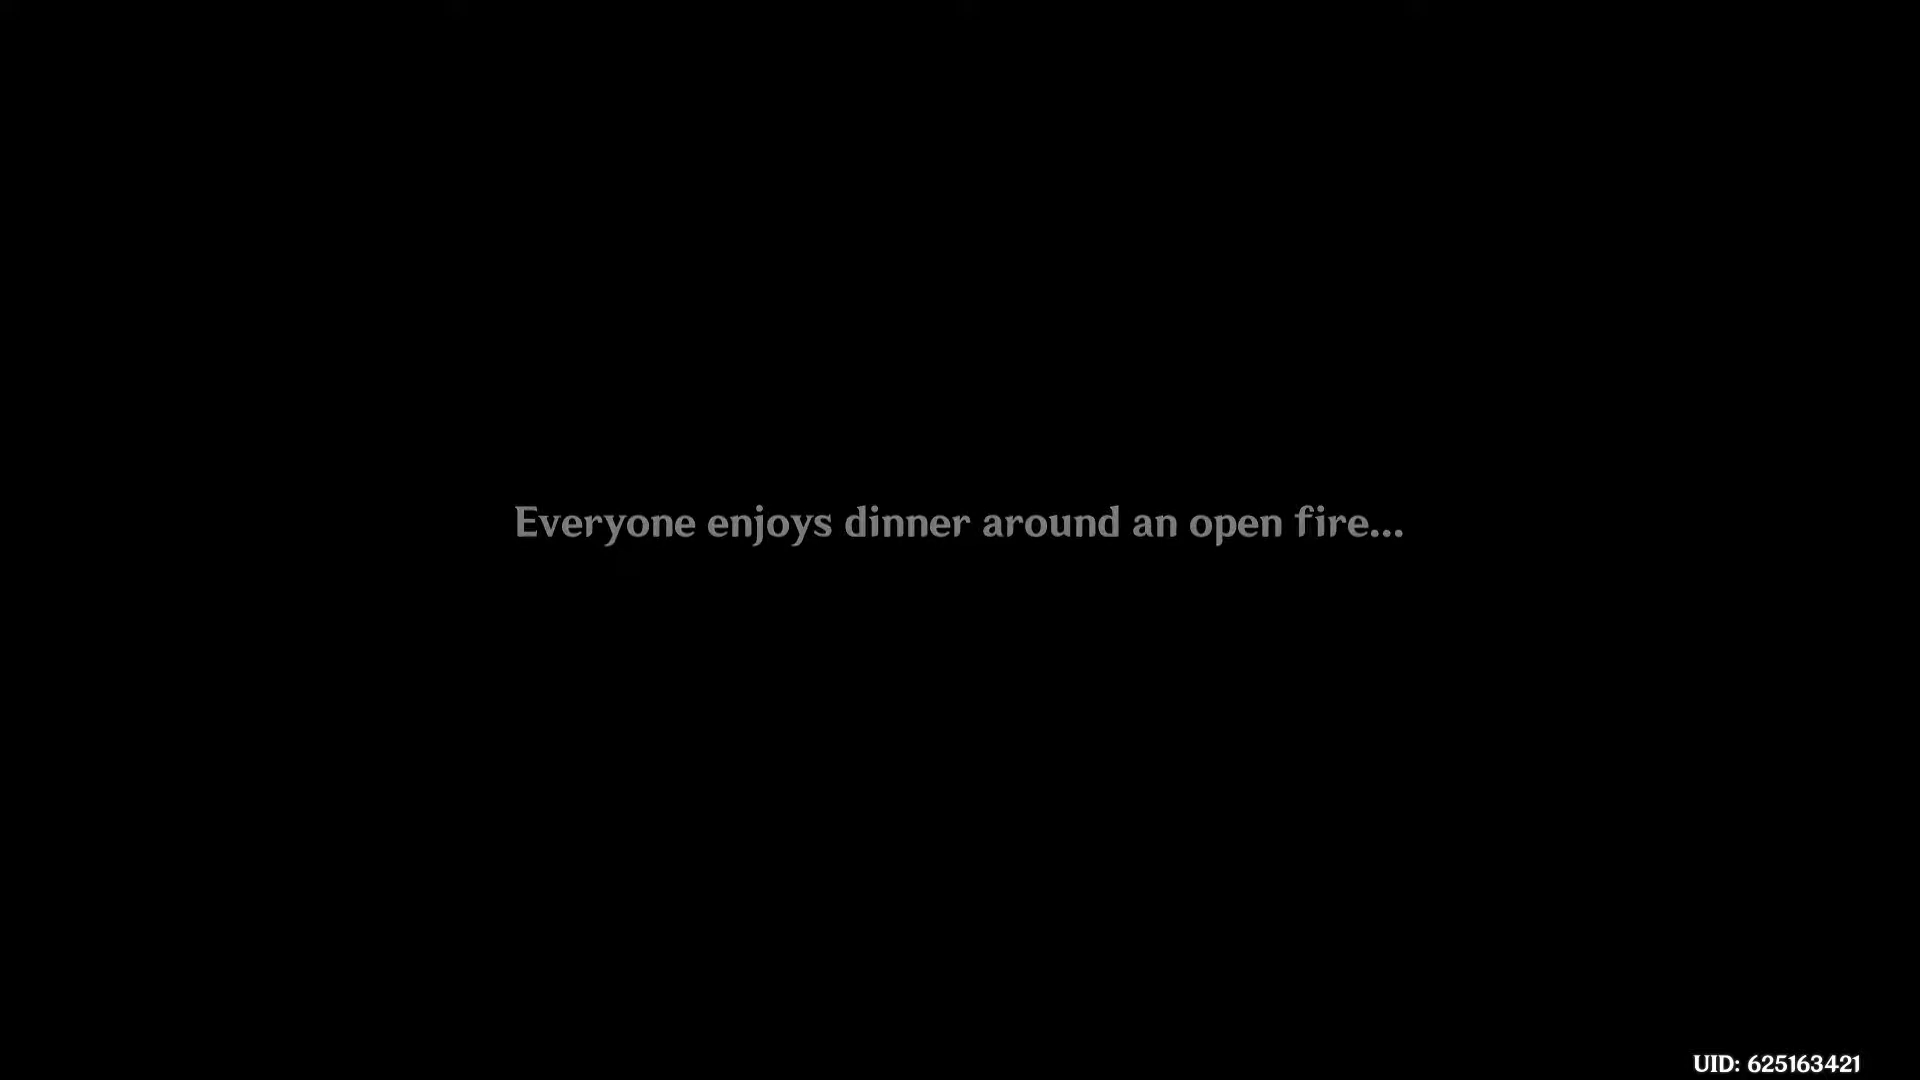 Everyone enjoys dinner around an open fire...
UID: 625163421